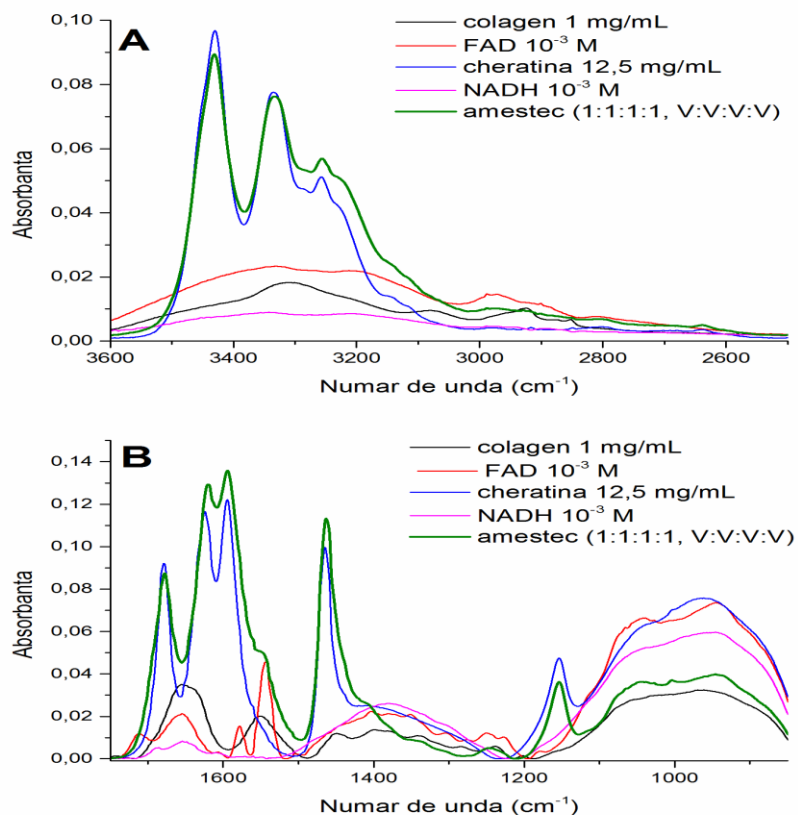 A
colagen 1 mg/mL
FAD 10⁻³ M
cheratina 12,5 mg/mL
NADH 10⁻³ M
amestec (1:1:1:1, V:V:V:V)
Absorbanta
0,10
0,08
0,06
0,04
0,02
0,00
3600 3400 3200 3000 2800 2600
Numar de unda (cm⁻¹)
B
colagen 1 mg/mL
FAD 10⁻³ M
cheratina 12,5 mg/mL
NADH 10⁻³ M
amestec (1:1:1:1, V:V:V:V)
Absorbanta
0,14
0,12
0,10
0,08
0,06
0,04
0,02
0,00
1600 1400 1200 1000
Numar de unda (cm⁻¹)